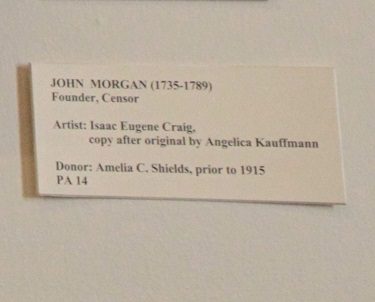 JOHN MORGAN (1735-1789)
Founder, Censor
Artist: Isaac Eugene Craig,
copy after original by Angelica Kauffmann
Donor: Amelia C. Shields, prior to 1915
PA 14